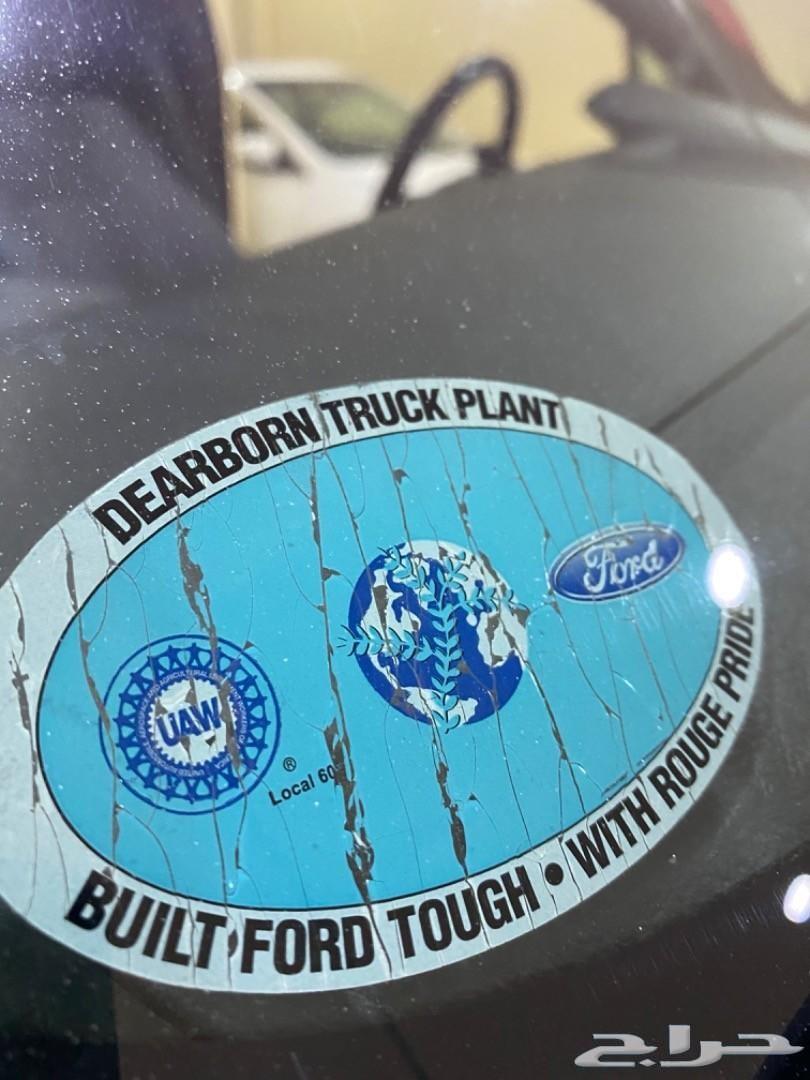 DEARBORN TRUCK PLANT
Ford
UAW
®
Local 60
BUILT • FORD TOUGH • WITH ROUGE PRIDE
حراج